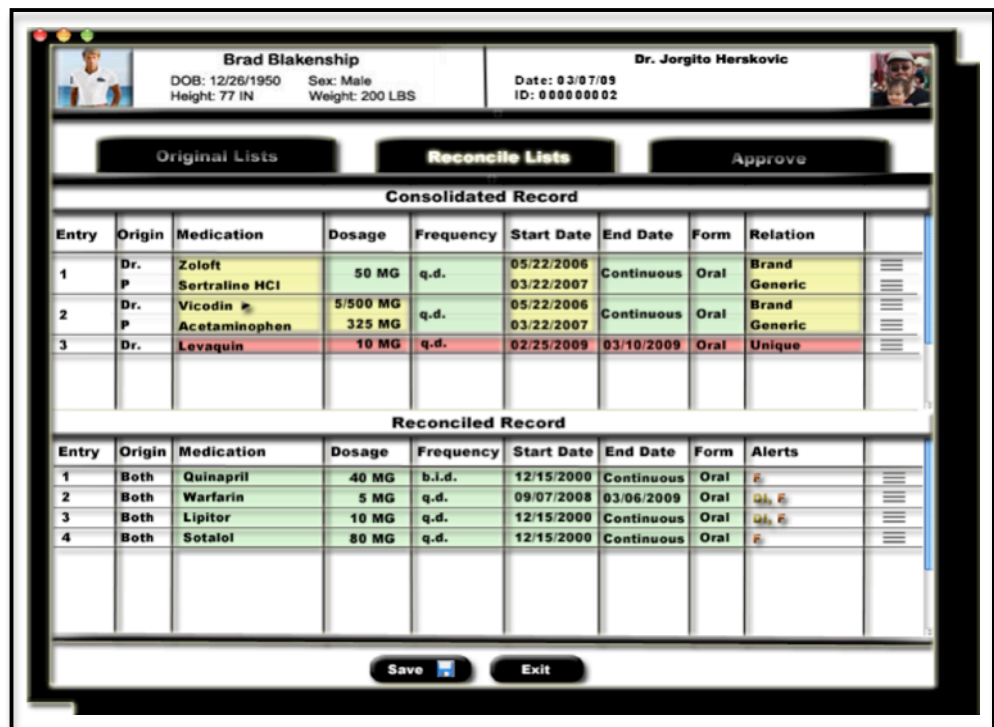 Brad Blakenship
DOB: 12/26/1950 Sex: Male
Height: 77 IN Weight: 200 LBS
Dr. Jorgito Herskovic
Date: 03/07/09
ID: 000000002
Original Lists Reconcile Lists Approve
Consolidated Record
Entry Origin Medication Dosage Frequency Start Date End Date Form Relation
1 Dr. Zoloft 50 MG q.d. 05/22/2006 Continuous Oral Brand
P Sertraline HCl 03/22/2007 Generic
2 Dr. Vicodin 5/500 MG q.d. 05/22/2006 Continuous Oral Brand
P Acetaminophen 325 MG 03/22/2007 Generic
3 Dr. Levaquin 10 MG q.d. 02/25/2009 03/10/2009 Oral Unique
Reconciled Record
Entry Origin Medication Dosage Frequency Start Date End Date Form Alerts
1 Both Quinapril 40 MG b.i.d. 12/15/2000 Continuous Oral F
2 Both Warfarin 5 MG q.d. 09/07/2008 03/06/2009 Oral DI, F
3 Both Lipitor 10 MG q.d. 12/15/2000 Continuous Oral DI, F
4 Both Sotalol 80 MG q.d. 12/15/2000 Continuous Oral F
Save Exit